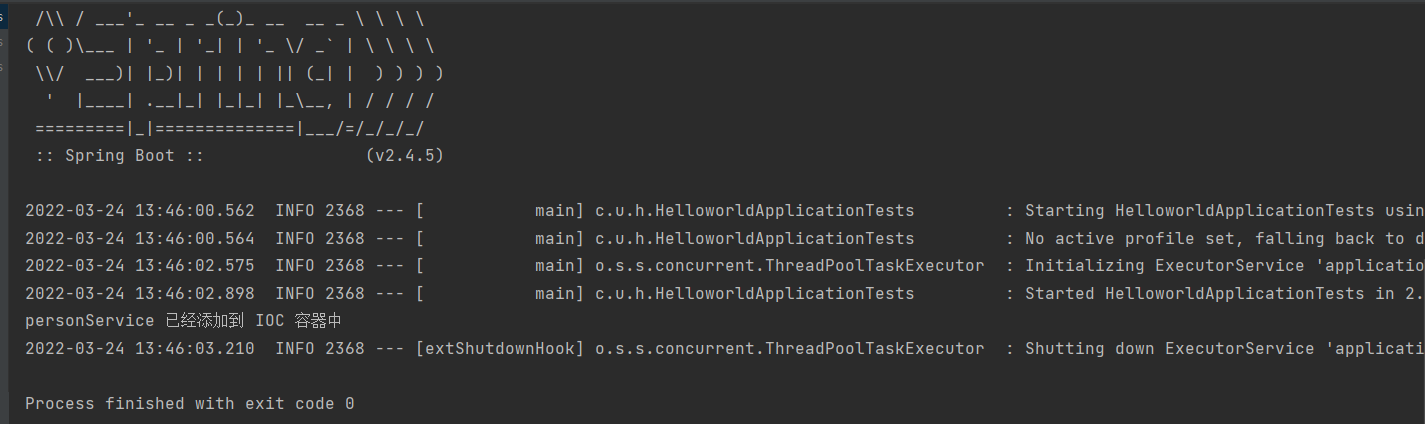 /\\ / ___'_ __ _ _(_)_ __  __ _ \ \ \ \
( ( )\___ | '_ | '_| | '_ \/ _` | \ \ \ \
 \\/  ___)| |_)| | | | | || (_| |  ) ) ) )
  '  |____| .__|_| |_|_| |_\__, | / / / /
 =========|_|==============|___/=/_/_/_/
 :: Spring Boot ::                (v2.4.5)
2022-03-24 13:46:00.562  INFO 2368 --- [           main] c.u.h.HelloworldApplicationTests         : Starting HelloworldApplicationTests usin
2022-03-24 13:46:00.564  INFO 2368 --- [           main] c.u.h.HelloworldApplicationTests         : No active profile set, falling back to d
2022-03-24 13:46:02.575  INFO 2368 --- [           main] o.s.s.concurrent.ThreadPoolTaskExecutor  : Initializing ExecutorService 'applicatio
2022-03-24 13:46:02.898  INFO 2368 --- [           main] c.u.h.HelloworldApplicationTests         : Started HelloworldApplicationTests in 2.
personService 已经添加到 IOC 容器中
2022-03-24 13:46:03.210  INFO 2368 --- [extShutdownHook] o.s.s.concurrent.ThreadPoolTaskExecutor  : Shutting down ExecutorService 'applicati
Process finished with exit code 0